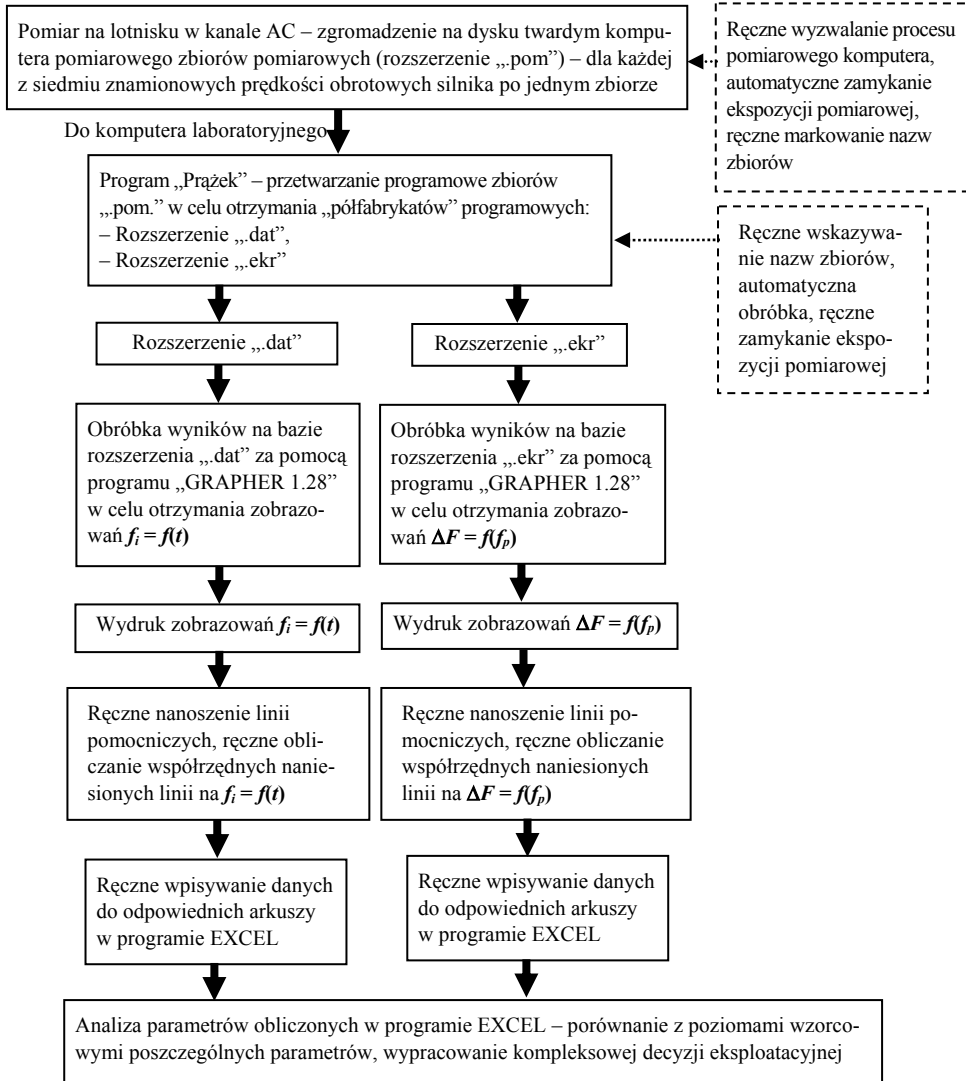 Pomiar na lotnisku w kanale AC – zgromadzenie na dysku twardym kompu-
tera pomiarowego zbiorów pomiarowych (rozszerzenie „.pom”) – dla każdej
z siedmiu znamionowych prędkości obrotowych silnika po jednym zbiorze
Ręczne wyzwalanie procesu
pomiarowego komputera,
automatyczne zamykanie
ekspozycji pomiarowej,
ręczne markowanie nazw
zbiorów
Do komputera laboratoryjnego
Program „Prążek” – przetwarzanie programowe zbiorów
„.pom.” w celu otrzymania „półfabrykatów” programowych:
– Rozszerzenie „.dat”,
– Rozszerzenie „.ekr”
Ręczne wskazywa-
nie nazw zbiorów,
automatyczna
obróbka, ręczne
zamykanie ekspo-
zycji pomiarowej
Rozszerzenie „.dat”
Rozszerzenie „.ekr”
Obróbka wyników na bazie
rozszerzenia „.dat” za pomocą
programu „GRAPHER 1.28”
w celu otrzymania zobrazo-
wań f_i = f(t)
Obróbka wyników na bazie
rozszerzenia „.ekr” za pomocą
programu „GRAPHER 1.28”
w celu otrzymania zobrazo-
wań ΔF = f(f_p)
Wydruk zobrazowań f_i = f(t)
Wydruk zobrazowań ΔF = f(f_p)
Ręczne nanoszenie linii
pomocniczych, ręczne obli-
czanie współrzędnych nanie-
sionych linii na f_i = f(t)
Ręczne nanoszenie linii po-
mocniczych, ręczne obliczanie
współrzędnych naniesionych
linii na ΔF = f(f_p)
Ręczne wpisywanie danych
do odpowiednich arkuszy
w programie EXCEL
Ręczne wpisywanie danych
do odpowiednich arkuszy
w programie EXCEL
Analiza parametrów obliczonych w programie EXCEL – porównanie z poziomami wzorco-
wymi poszczególnych parametrów, wypracowanie kompleksowej decyzji eksploatacyjnej